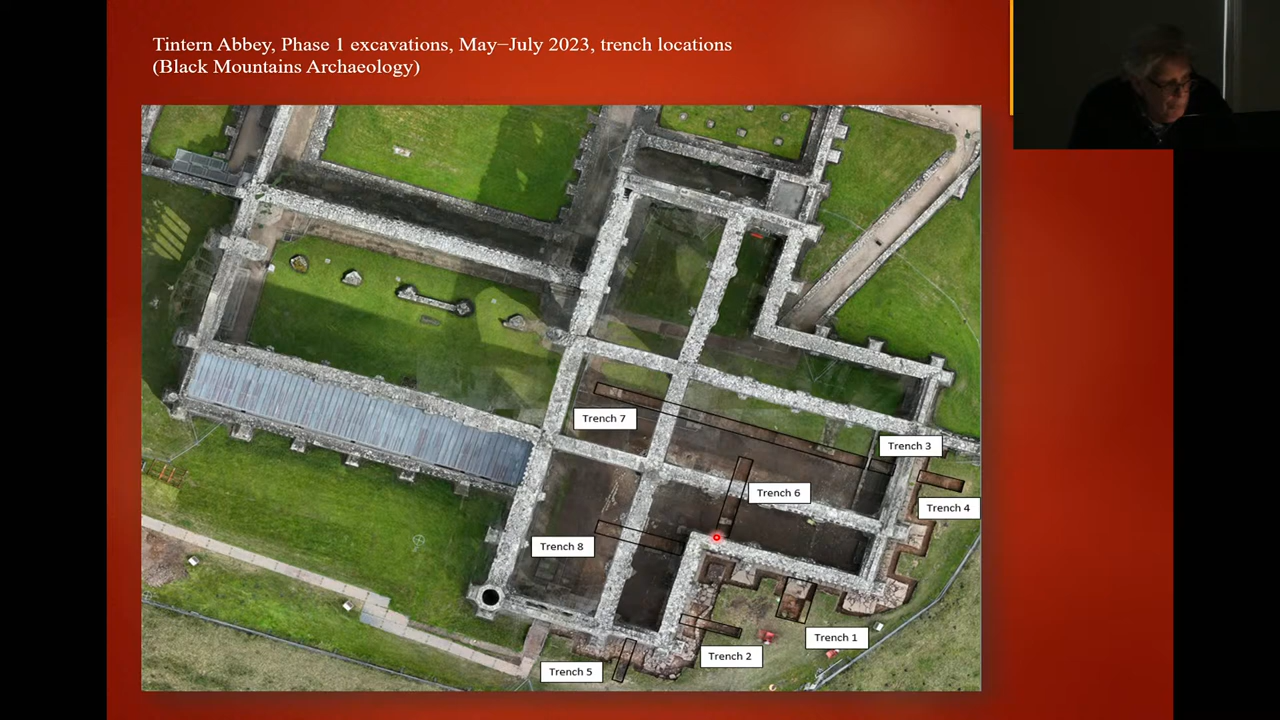 Tintern Abbey, Phase 1 excavations, May–July 2023, trench locations
(Black Mountains Archaeology)
Trench 7
Trench 3
Trench 6
Trench 4
Trench 8
Trench 1
Trench 2
Trench 5